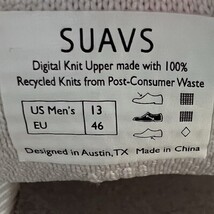 SUAVS
Digital Knit Upper made with 100%
Recycled Knits from Post-Consumer Waste
US Men's 13
EU 46
Designed in Austin,TX Made in China